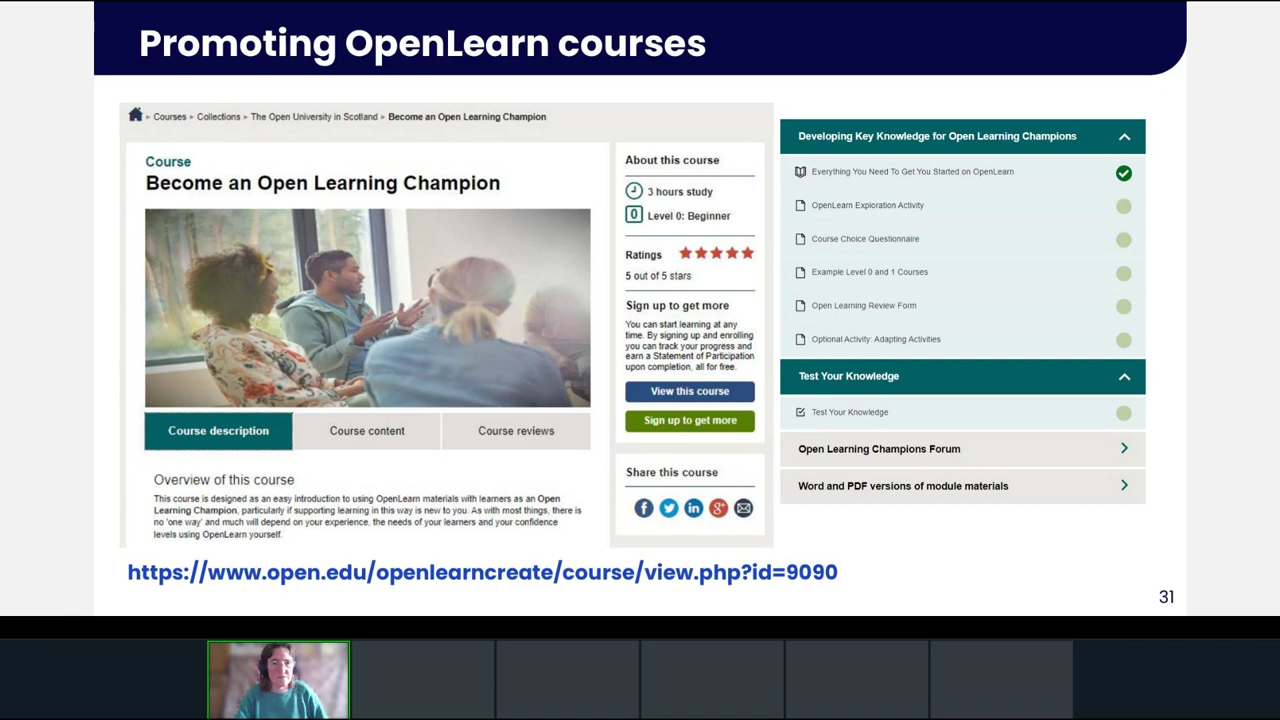 Promoting OpenLearn courses
Courses Collections The Open University in Scotland Become an Open Learning Champion
Course
Become an Open Learning Champion
Course description
Course content
Course reviews
Overview of this course
This course is designed as an easy introduction to using OpenLearn materials with learners as an Open
Learning Champion, particularly if supporting learning in this way is new to you. As with most things, there is
no 'one way' and much will depend on your experience, the needs of your learners and your confidence
levels using OpenLearn yourself.
About this course
3 hours study
0 Level 0: Beginner
Ratings
5 out of 5 stars
Sign up to get more
You can start learning at any
time. By signing up and enrolling
you can track your progress and
earn a Statement of Participation
upon completion, all for free.
View this course
Sign up to get more
Share this course
Developing Key Knowledge for Open Learning Champions
Everything You Need To Get You Started on OpenLearn
OpenLearn Exploration Activity
Course Choice Questionnaire
Example Level 0 and 1 Courses
Open Learning Review Form
Optional Activity: Adapting Activities
Test Your Knowledge
Test Your Knowledge
Open Learning Champions Forum
Word and PDF versions of module materials
https://www.open.edu/openlearncreate/course/view.php?id=9090
31